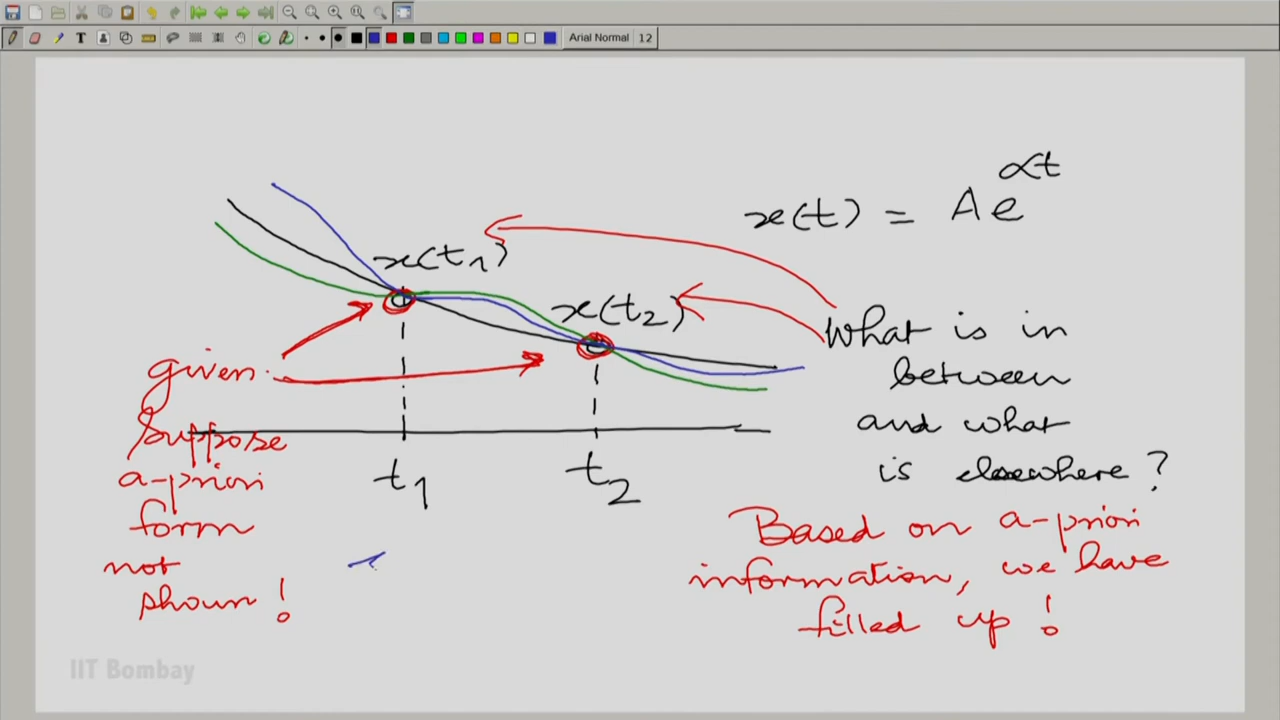 Arial Normal 12
x(t) = Ae^αt
x(t1)
x(t2)
What is in
between
and what
is elsewhere?
given.
Suppose
a-priori
form
not
shown!
t1
t2
Based on a-priori
information, we have
filled up!
IIT Bombay